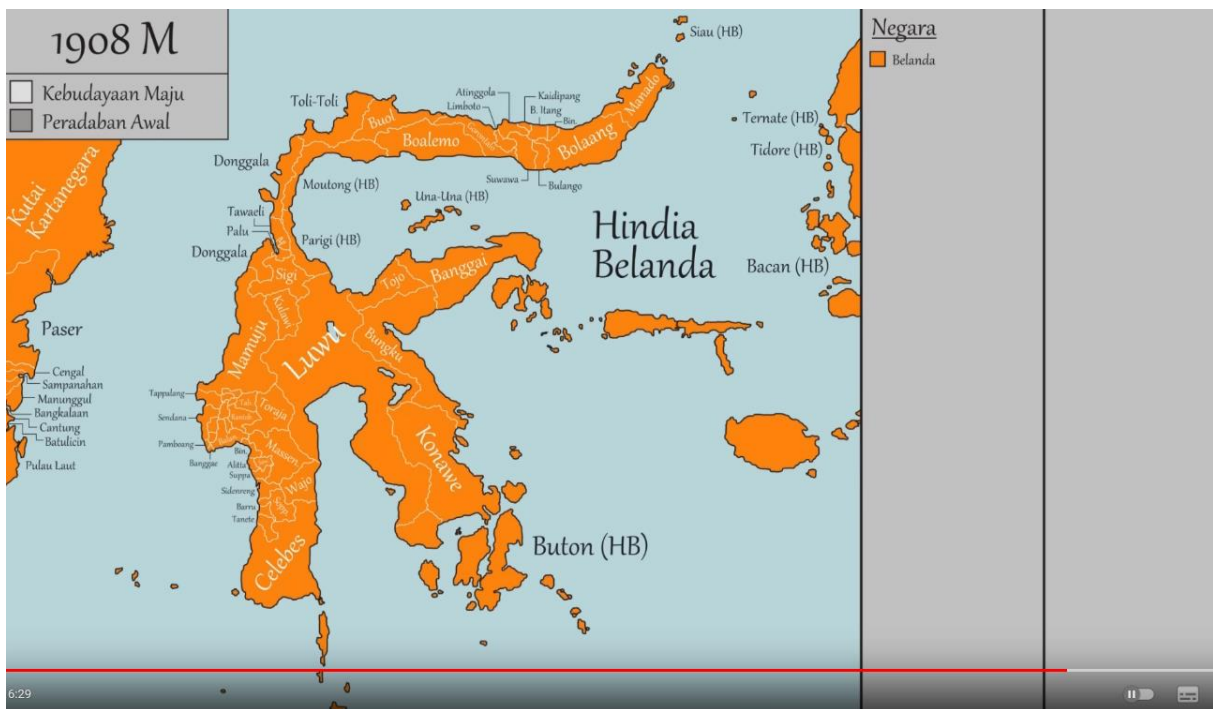 1908 M
Kebudayaan Maju
Peradaban Awal
Negara
Belanda
Siau (HB)
Toli-Toli
Atinggola
Kaidipang
Limboto
B. Itang
Bin.
Manado
Buol
Boalemo
Gorontalo
Bolaang
Ternate (HB)
Tidore (HB)
Donggala
Moutong (HB)
Suwawa
Bulango
Una-Una (HB)
Kutai
Kartanegara
Tawaeli
Palu
Donggala
Parigi (HB)
Hindia
Belanda
Bacan (HB)
Sigi
Tojo
Banggai
Kulawi
Paser
Mamuju
Luwu
Bungku
Cengal
Sampanahan
Manunggul
Bangkalaan
Cantung
Batulicin
Pulau Laut
Tappalang
Toraja
Sendana
Pamboang
Banggae
Bin.
Alitta
Suppa
Massen.
Konawe
Sidenreng
Wajo
Barru
Tanete
Celebes
Buton (HB)
6:29